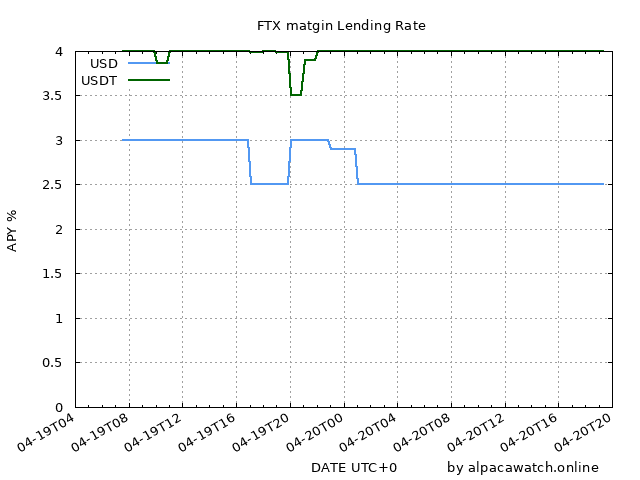 FTX matgin Lending Rate
4
USD
USDT
3.5
3
2.5
2
APY %
1.5
1
0.5
0
04-19T04
04-19T08
04-19T12
04-19T16
04-19T20
04-20T00
04-20T04
04-20T08
04-20T12
04-20T16
04-20T20
DATE UTC+0
by alpacawatch.online